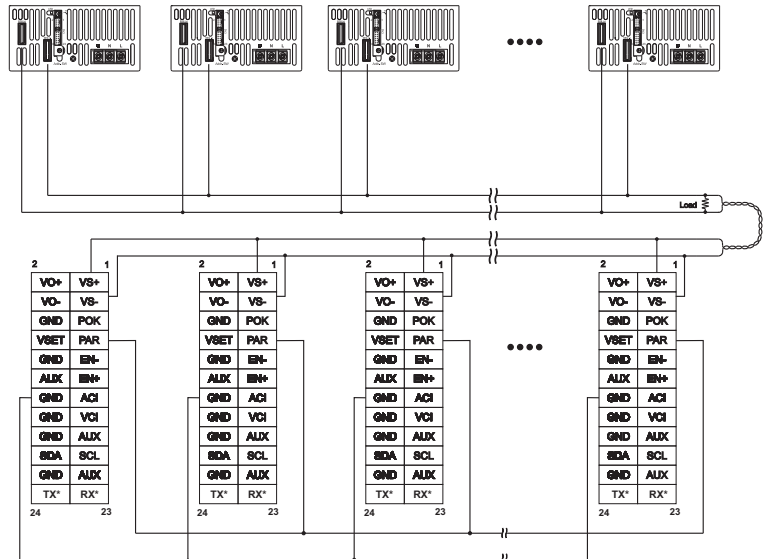 Load
2 1
VO+ VS+
VO- VS-
GND POK
VSET PAR
GND EN-
AUX EN+
GND ACI
GND VCI
GND AUX
SDA SCL
GND AUX
TX* RX*
24 23
2 1
VO+ VS+
VO- VS-
GND POK
VSET PAR
GND EN-
AUX EN+
GND ACI
GND VCI
GND AUX
SDA SCL
GND AUX
TX* RX*
24 23
2 1
VO+ VS+
VO- VS-
GND POK
VSET PAR
GND EN-
AUX EN+
GND ACI
GND VCI
GND AUX
SDA SCL
GND AUX
TX* RX*
24 23
2 1
VO+ VS+
VO- VS-
GND POK
VSET PAR
GND EN-
AUX EN+
GND ACI
GND VCI
GND AUX
SDA SCL
GND AUX
TX* RX*
24 23